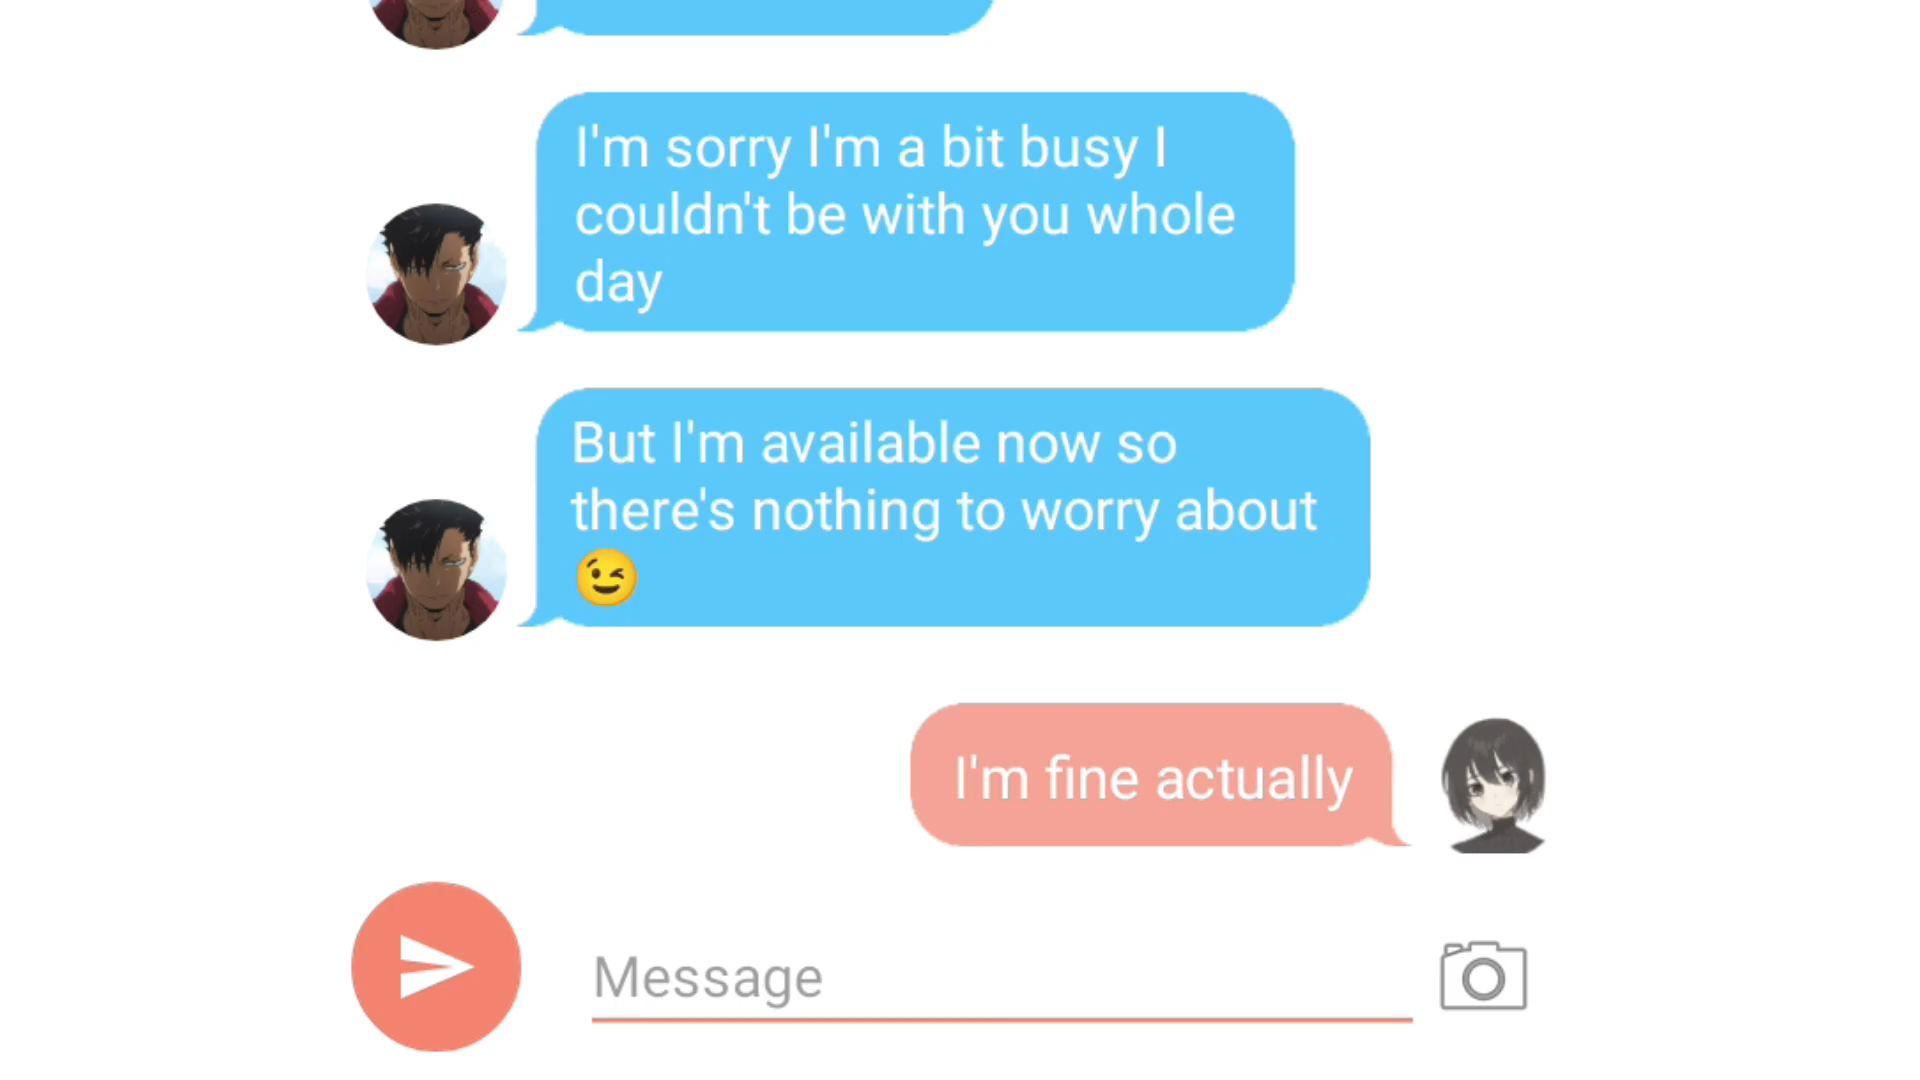 I'm sorry I'm a bit busy I
couldn't be with you whole
day
But I'm available now so
there's nothing to worry about
😉
I'm fine actually
Message